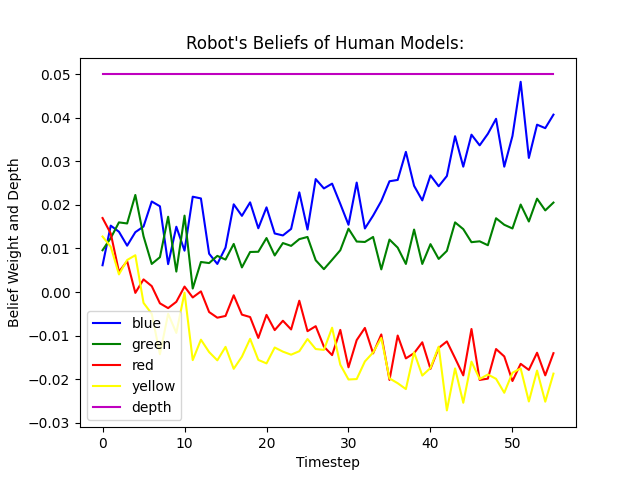 Robot's Beliefs of Human Models:
Belief Weight and Depth
0.05
0.04
0.03
0.02
0.01
0.00
−0.01
−0.02
−0.03
blue
green
red
yellow
depth
0 10 20 30 40 50
Timestep